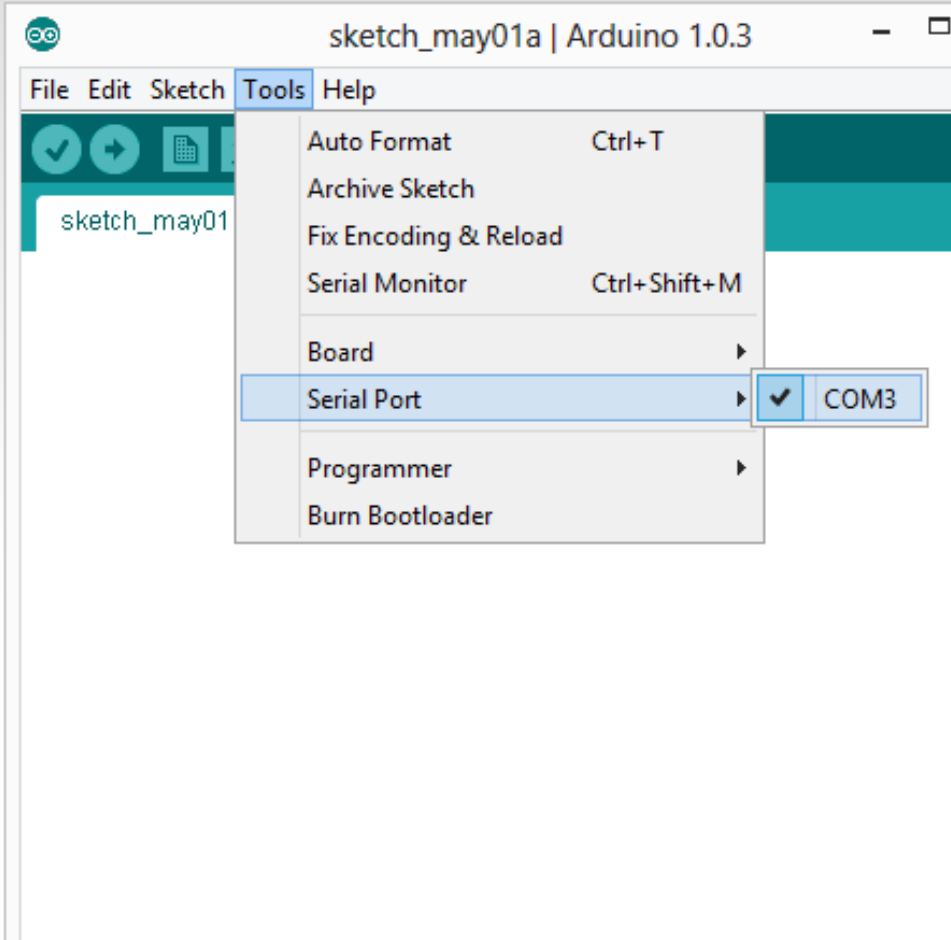 sketch_may01a | Arduino 1.0.3
File Edit Sketch Tools Help
sketch_may01
Auto Format Ctrl+T
Archive Sketch
Fix Encoding & Reload
Serial Monitor Ctrl+Shift+M
Board
Serial Port
COM3
Programmer
Burn Bootloader